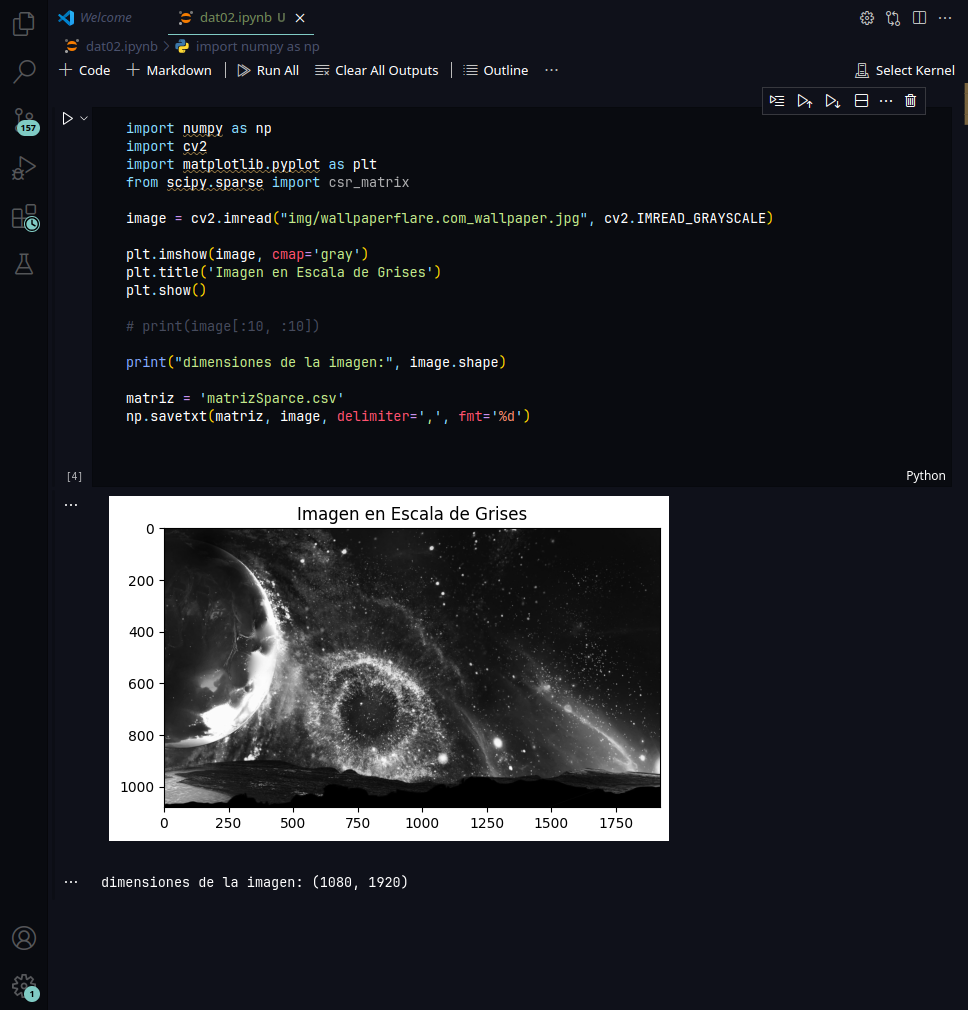 Welcome
dat02.ipynb U
dat02.ipynb > import numpy as np
+ Code + Markdown Run All Clear All Outputs Outline ... Select Kernel
157
import numpy as np
import cv2
import matplotlib.pyplot as plt
from scipy.sparse import csr_matrix
image = cv2.imread("img/wallpaperflare.com_wallpaper.jpg", cv2.IMREAD_GRAYSCALE)
plt.imshow(image, cmap='gray')
plt.title('Imagen en Escala de Grises')
plt.show()
# print(image[:10, :10])
print("dimensiones de la imagen:", image.shape)
matriz = 'matrizSparce.csv'
np.savetxt(matriz, image, delimiter=',', fmt='%d')
[4]
Python
Imagen en Escala de Grises
0
200
400
600
800
1000
0 250 500 750 1000 1250 1500 1750
dimensiones de la imagen: (1080, 1920)
1